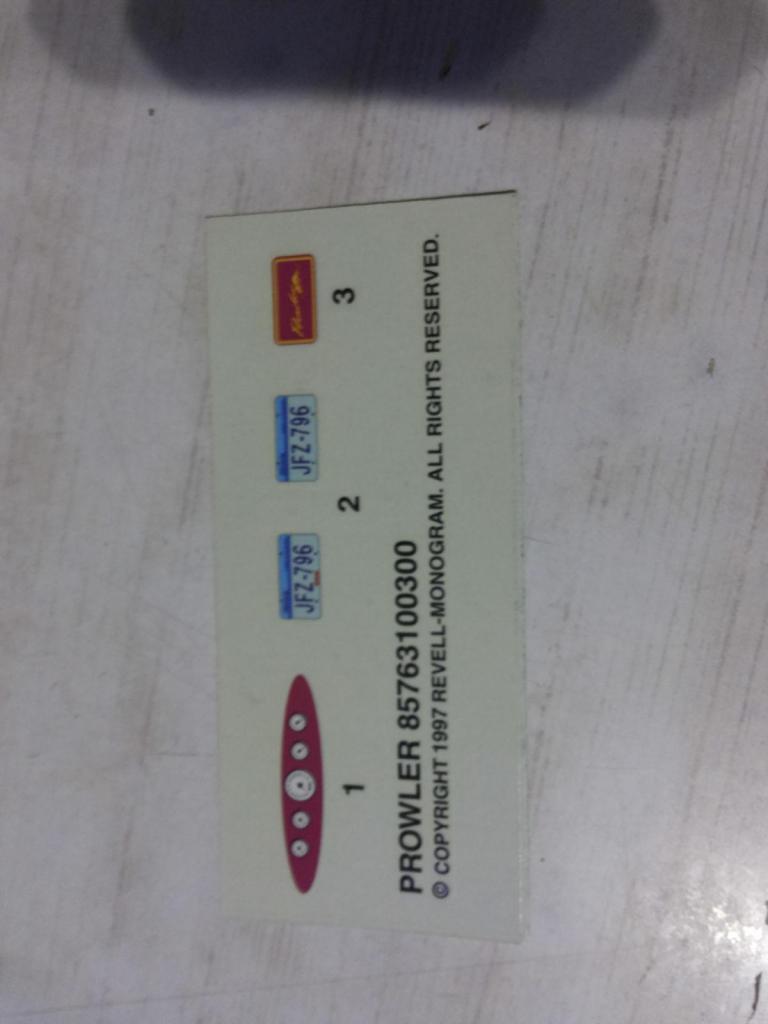 JFZ-796
JFZ-796
1
2
3
PROWLER 85763100300
© COPYRIGHT 1997 REVELL-MONOGRAM. ALL RIGHTS RESERVED.